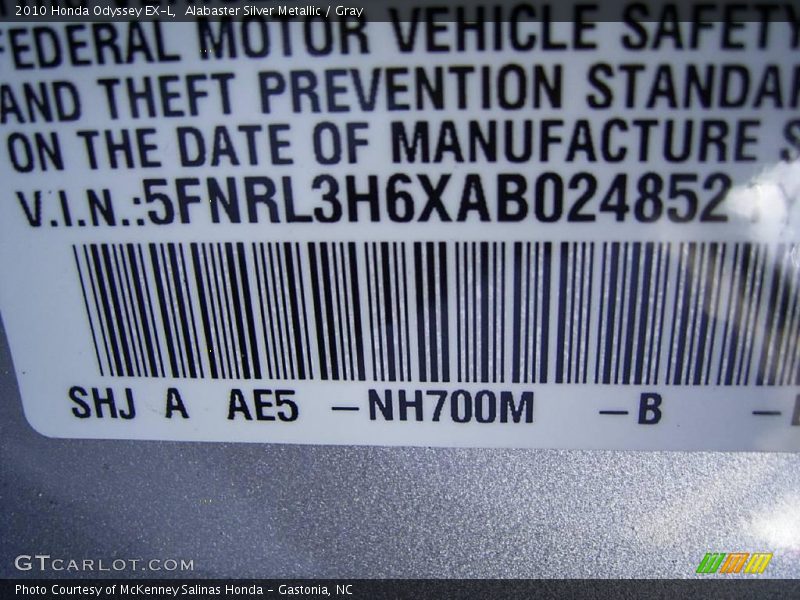 2010 Honda Odyssey EX-L, Alabaster Silver Metallic / Gray
FEDERAL MOTOR VEHICLE SAFETY
AND THEFT PREVENTION STANDAR
ON THE DATE OF MANUFACTURE S
V.I.N.:5FNRL3H6XAB024852
SHJ A AE5 -NH700M -B -
GTCARLOT.COM
Photo Courtesy of McKenney Salinas Honda - Gastonia, NC